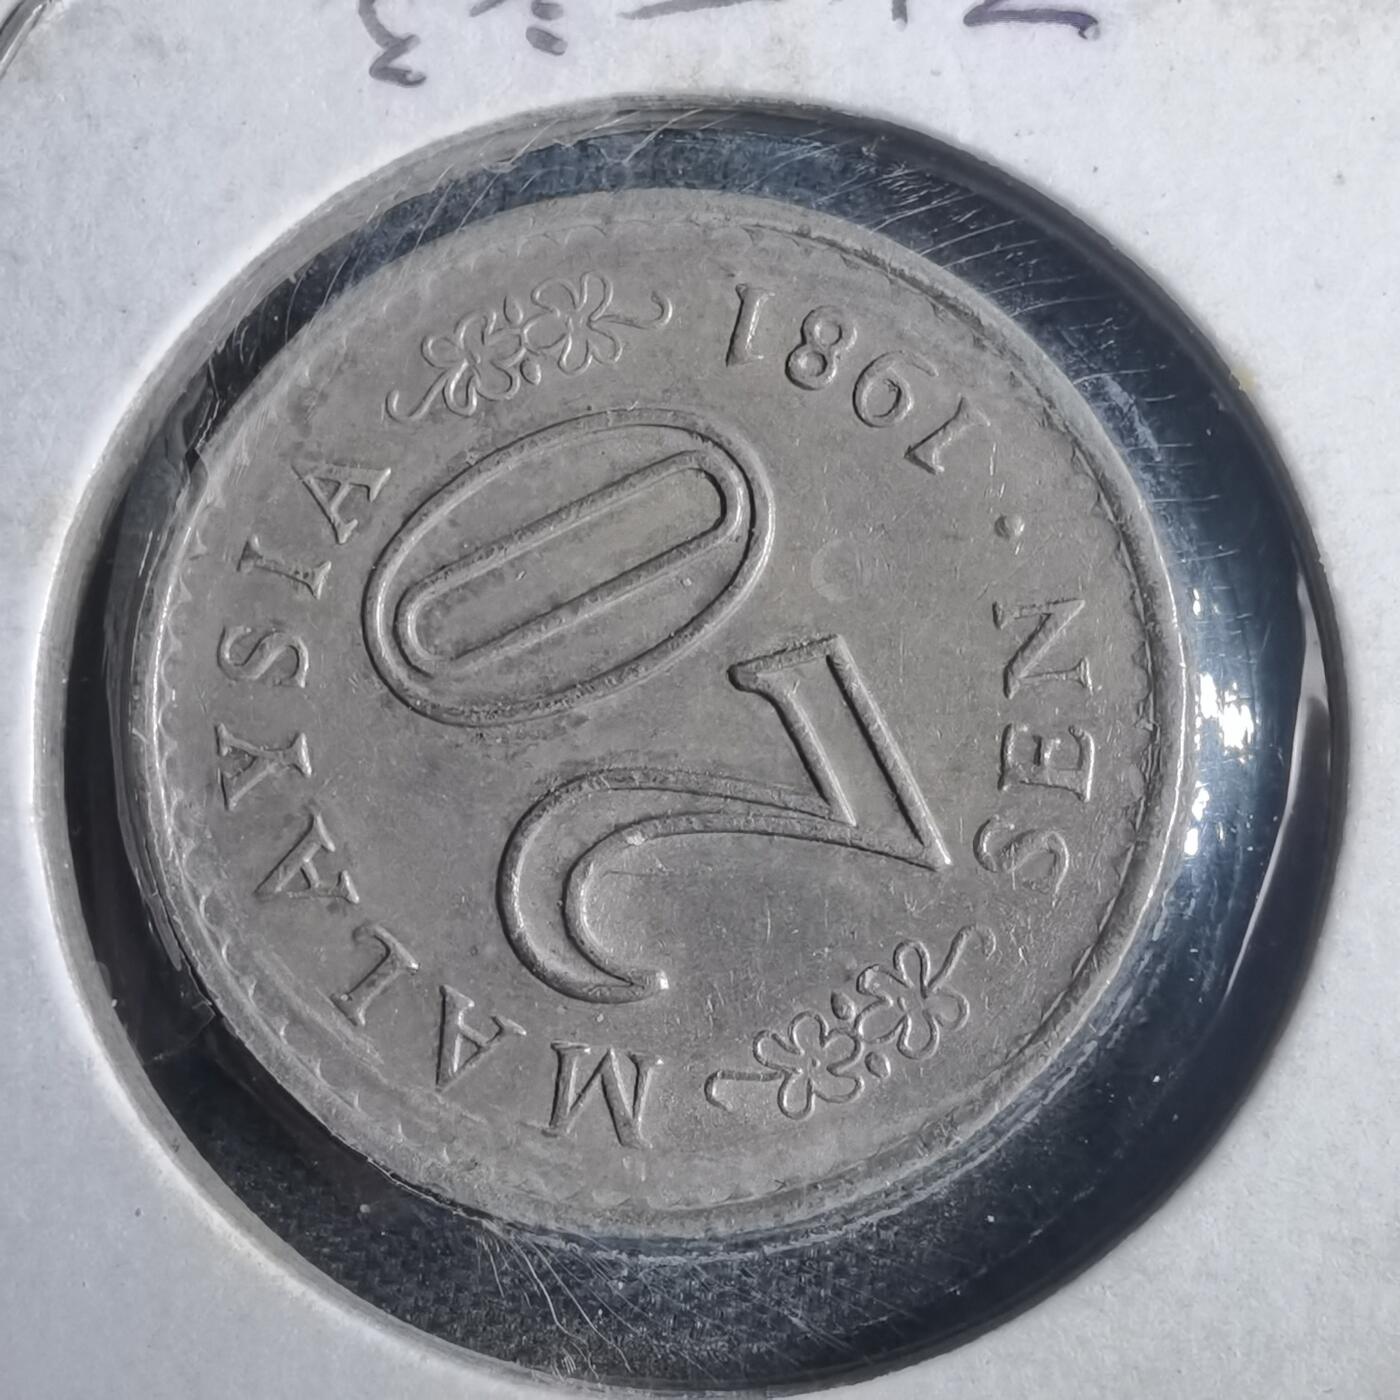 MALAYSIA
20
SEN · 1981